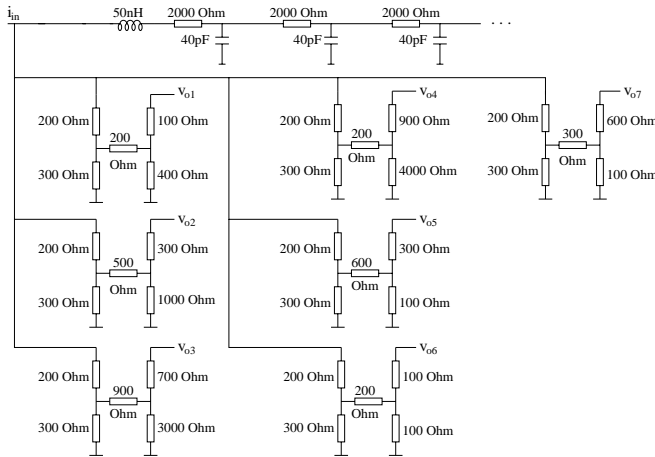 i_in 50nH 2000 Ohm 2000 Ohm 2000 Ohm
40pF 40pF 40pF . . .
v_o1 v_o4 v_o7
200 Ohm 200 Ohm 100 Ohm 200 Ohm 200 Ohm 900 Ohm 200 Ohm 300 Ohm 600 Ohm
300 Ohm 400 Ohm 300 Ohm 4000 Ohm 300 Ohm 100 Ohm
v_o2 v_o5
200 Ohm 500 Ohm 300 Ohm 200 Ohm 600 Ohm 300 Ohm
300 Ohm 1000 Ohm 300 Ohm 100 Ohm
v_o3 v_o6
200 Ohm 900 Ohm 700 Ohm 200 Ohm 200 Ohm 100 Ohm
300 Ohm 3000 Ohm 300 Ohm 100 Ohm